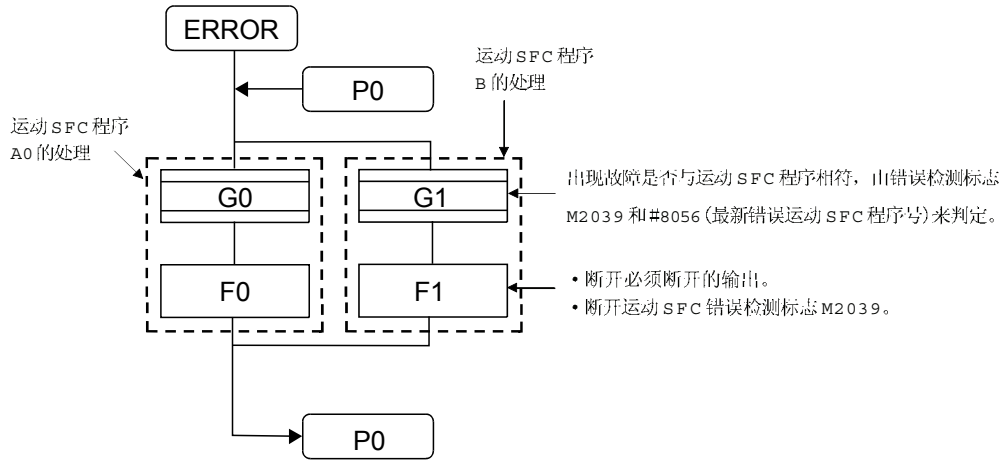 ERROR
P0
运动SFC程序
B的处理
运动SFC程序
A0的处理
G0
G1
出现故障是否与运动SFC程序相符，由错误检测标志
M2039和#8056(最新错误运动SFC程序号)来判定。
F0
F1
·断开必须断开的输出。
·断开运动SFC错误检测标志M2039。
P0